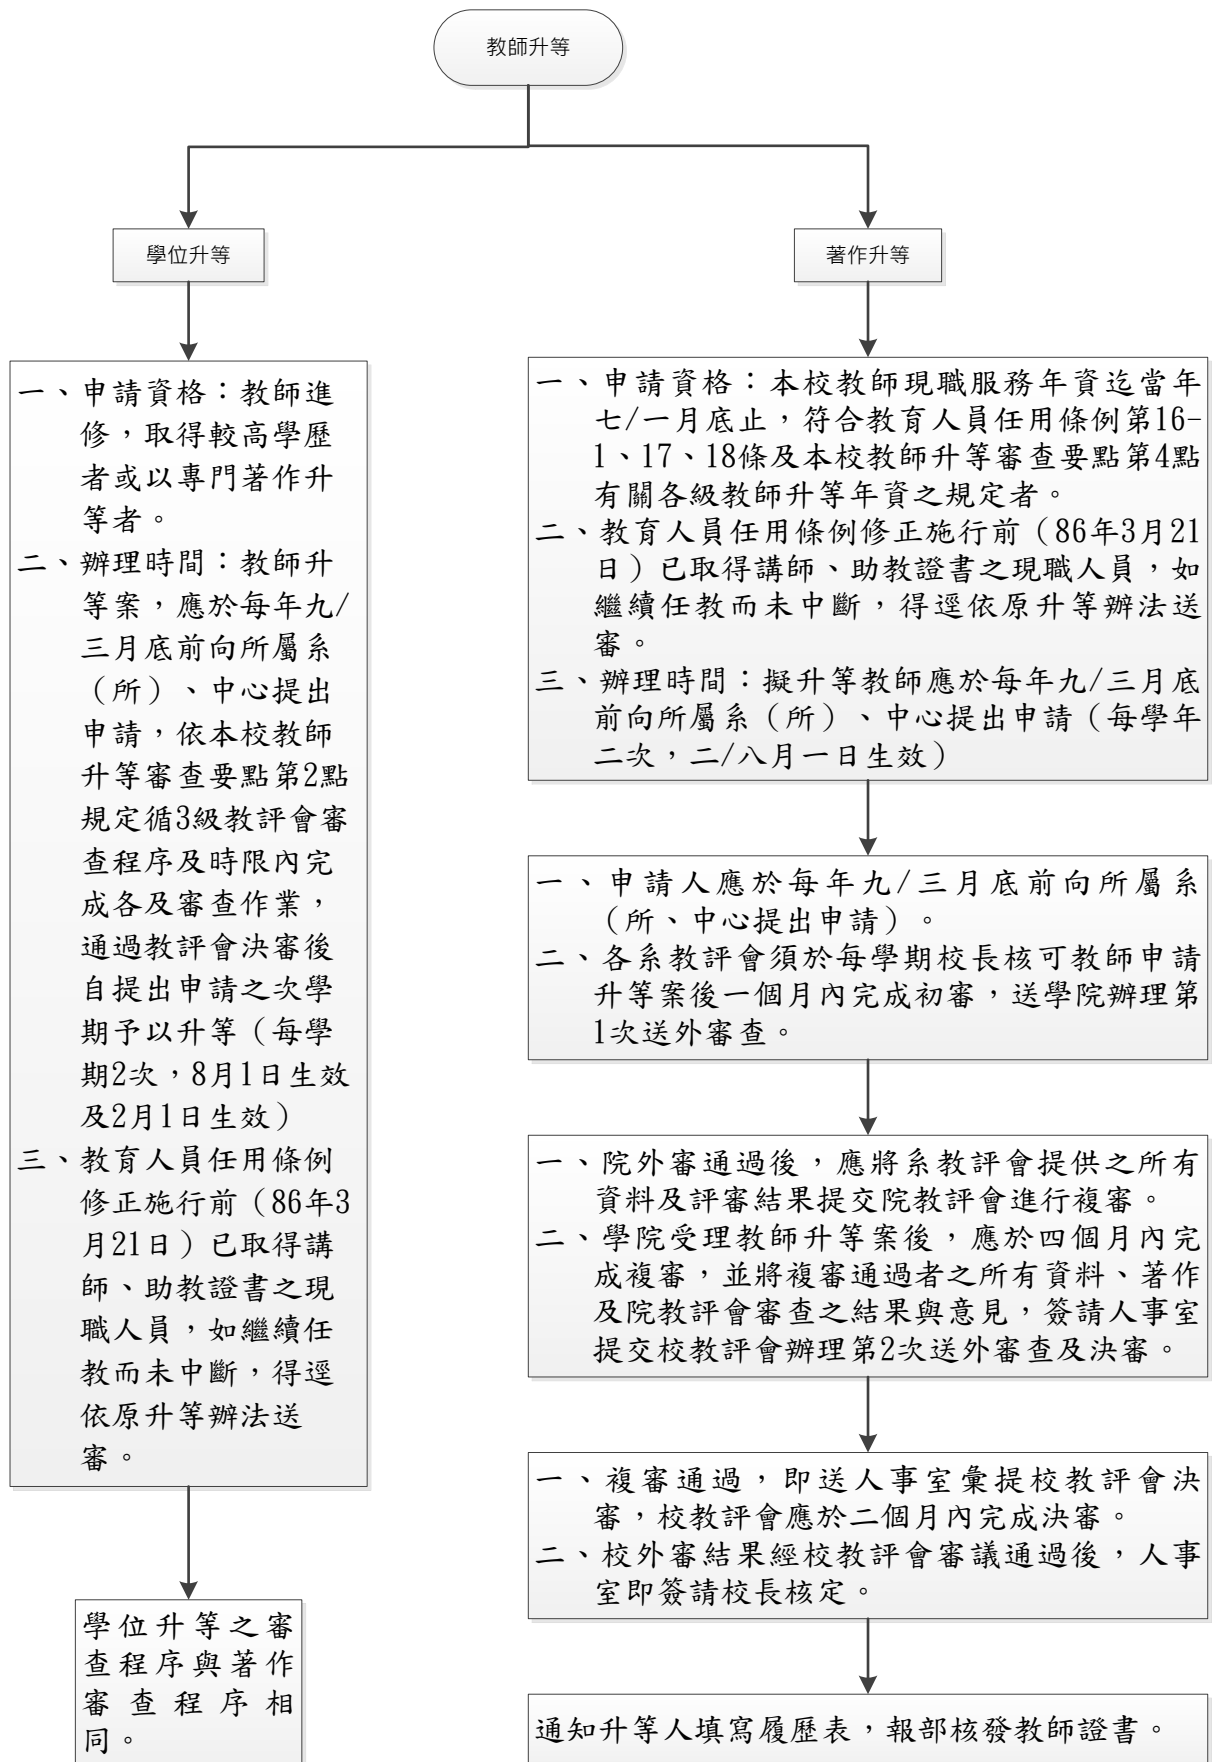 教師升等
學位升等
著作升等
一、申請資格：教師進
修，取得較高學歷
者或以專門著作升
等者。
二、辦理時間：教師升
等案，應於每年九/
三月底前向所屬系
（所）、中心提出
申請，依本校教師
升等審查要點第2點
規定循3級教評會審
查程序及時限內完
成各及審查作業，
通過教評會決審後
自提出申請之次學
期予以升等（每學
期2次，8月1日生效
及2月1日生效）
三、教育人員任用條例
修正施行前（86年3
月21日）已取得講
師、助教證書之現
職人員，如繼續任
教而未中斷，得逕
依原升等辦法送
審。
學位升等之審
查程序與著作
審查程序相
同。
一、申請資格：本校教師現職服務年資迄當年
七/一月底止，符合教育人員任用條例第16-
1、17、18條及本校教師升等審查要點第4點
有關各級教師升等年資之規定者。
二、教育人員任用條例修正施行前（86年3月21
日）已取得講師、助教證書之現職人員，如
繼續任教而未中斷，得逕依原升等辦法送
審。
三、辦理時間：擬升等教師應於每年九/三月底
前向所屬系（所）、中心提出申請（每學年
二次，二/八月一日生效）
一、申請人應於每年九/三月底前向所屬系
（所、中心提出申請）。
二、各系教評會須於每學期校長核可教師申請
升等案後一個月內完成初審，送學院辦理第
1次送外審查。
一、院外審通過後，應將系教評會提供之所有
資料及評審結果提交院教評會進行複審。
二、學院受理教師升等案後，應於四個月內完
成複審，並將複審通過者之所有資料、著作
及院教評會審查之結果與意見，簽請人事室
提交校教評會辦理第2次送外審查及決審。
一、複審通過，即送人事室彙提校教評會決
審，校教評會應於二個月內完成決審。
二、校外審結果經校教評會審議通過後，人事
室即簽請校長核定。
通知升等人填寫履歷表，報部核發教師證書。